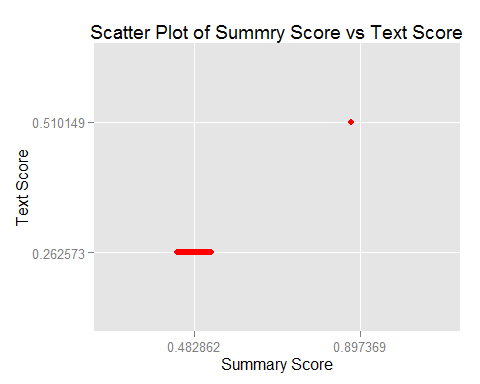 Scatter Plot of Summry Score vs Text Score
0.510149
Text Score
0.262573
0.482862 0.897369
Summary Score